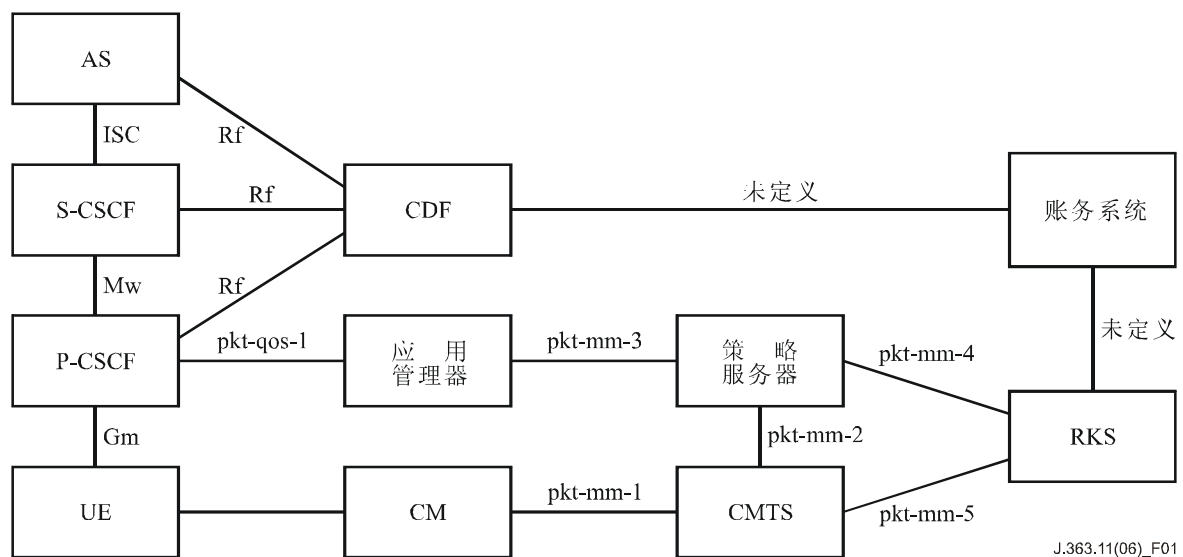 AS
ISC
Rf
S-CSCF
Rf
CDF
未定义
账务系统
Mw
Rf
未定义
P-CSCF
pkt-qos-1
应 用
管理器
pkt-mm-3
策 略
服务器
pkt-mm-4
Gm
pkt-mm-2
RKS
UE
CM
pkt-mm-1
CMTS
pkt-mm-5
J.363.11(06)_F01